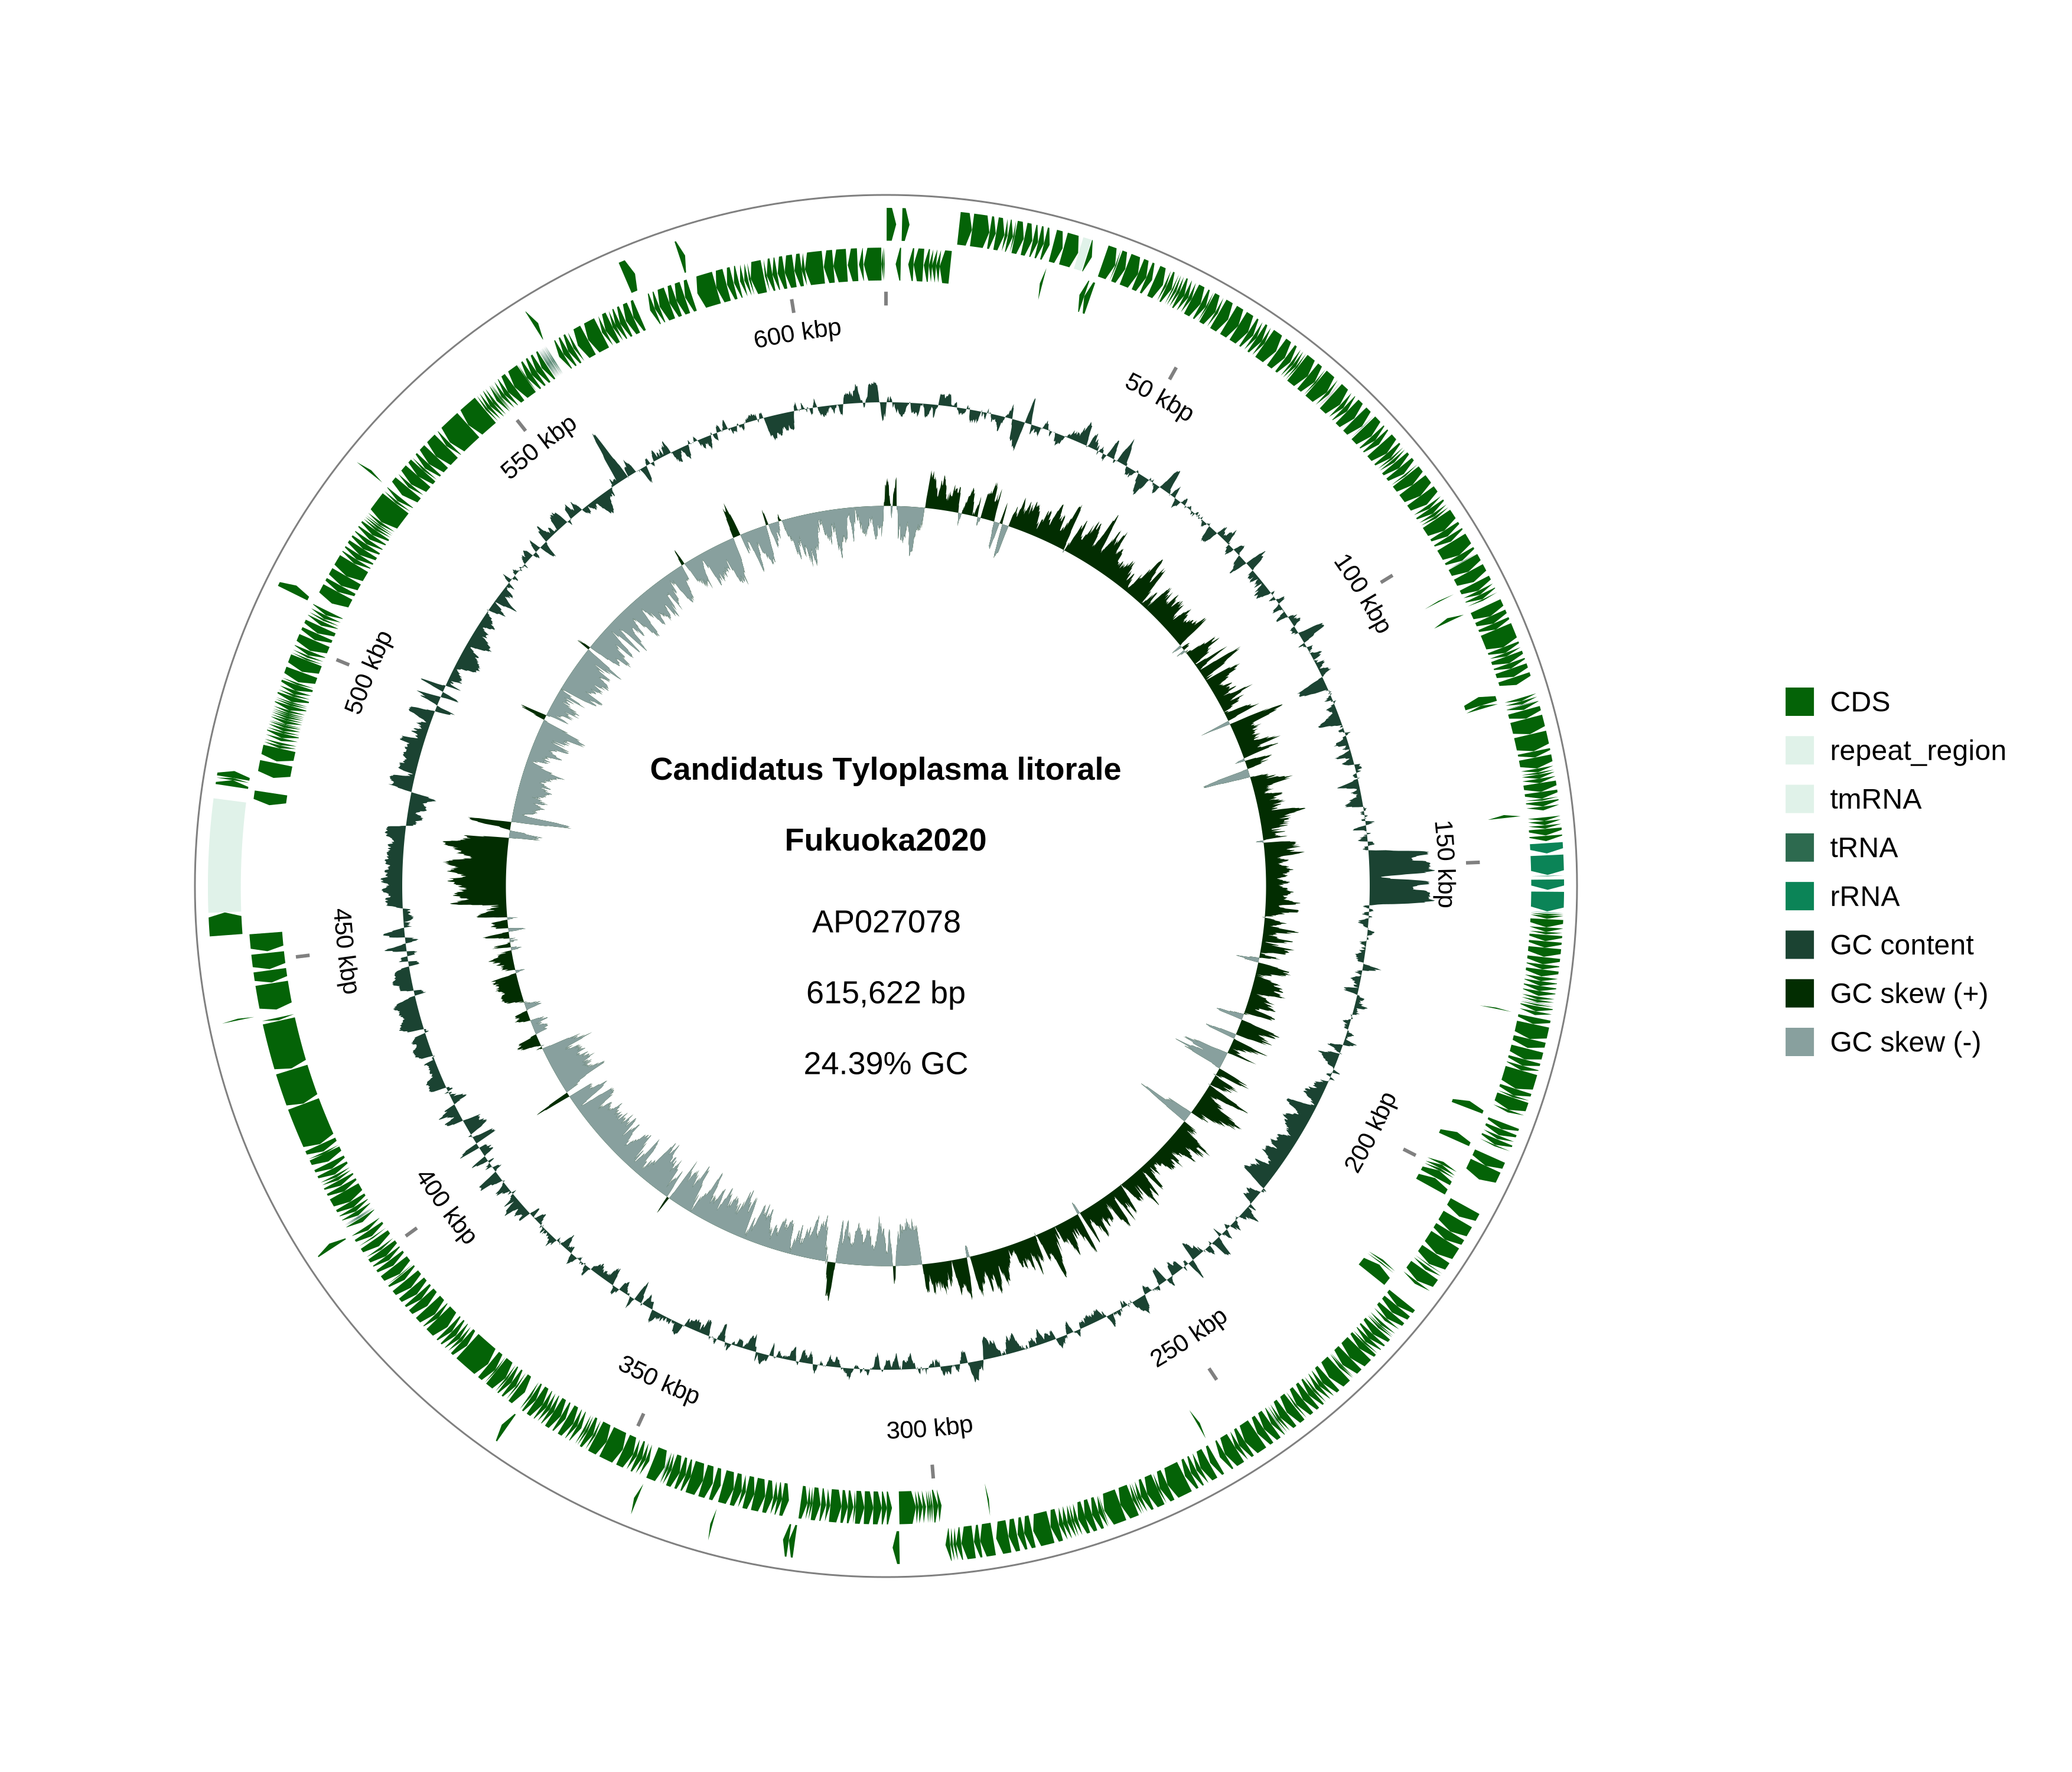 600 kbp
50 kbp
550 kbp
100 kbp
500 kbp
150 kbp
450 kbp
200 kbp
400 kbp
250 kbp
350 kbp
300 kbp
Candidatus Tyloplasma litorale
Fukuoka2020
AP027078
615,622 bp
24.39% GC
CDS
repeat_region
tmRNA
tRNA
rRNA
GC content
GC skew (+)
GC skew (-)